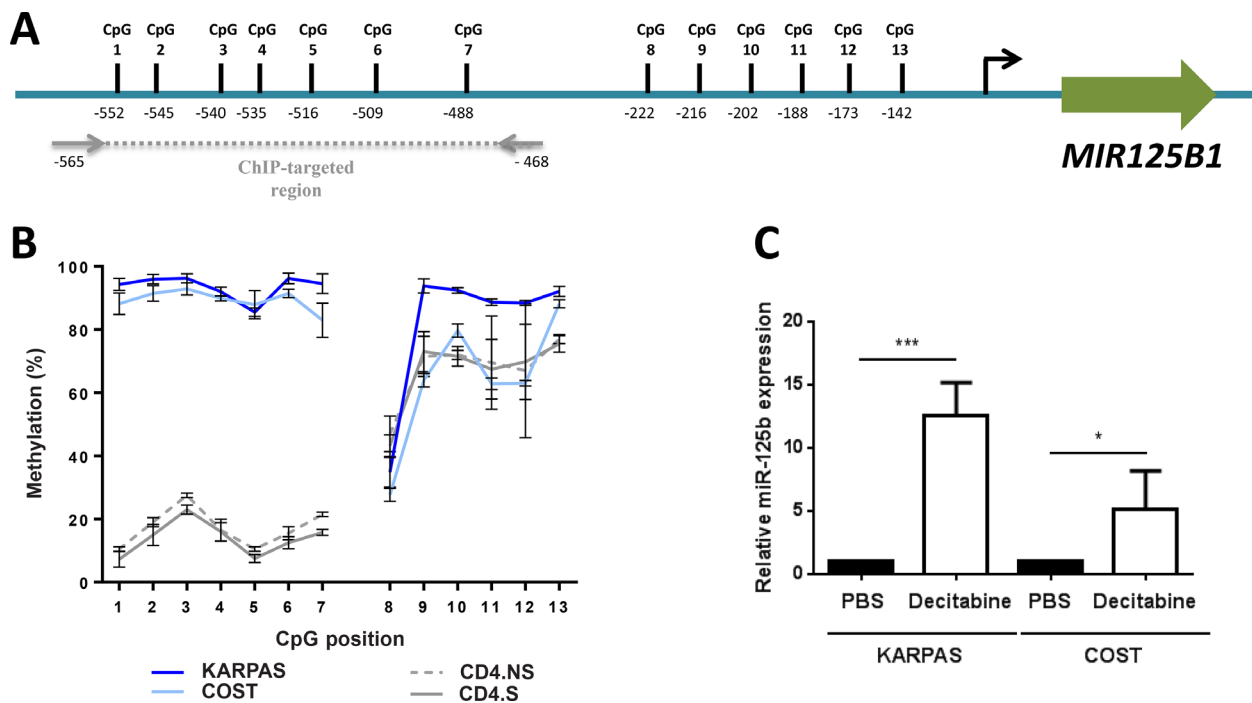 A
CpG CpG CpG CpG CpG CpG CpG CpG CpG CpG CpG CpG CpG
1 2 3 4 5 6 7 8 9 10 11 12 13
-552 -545 -540 -535 -516 -509 -488 -222 -216 -202 -188 -173 -142
-565 - 468
ChIP-targeted
region
MIR125B1
B
Methylation (%)
100
80
60
40
20
0
1 2 3 4 5 6 7 8 9 10 11 12 13
CpG position
KARPAS CD4.NS
COST CD4.S
C
Relative miR-125b expression
20
15
10
5
0
***
*
PBS Decitabine PBS Decitabine
KARPAS COST